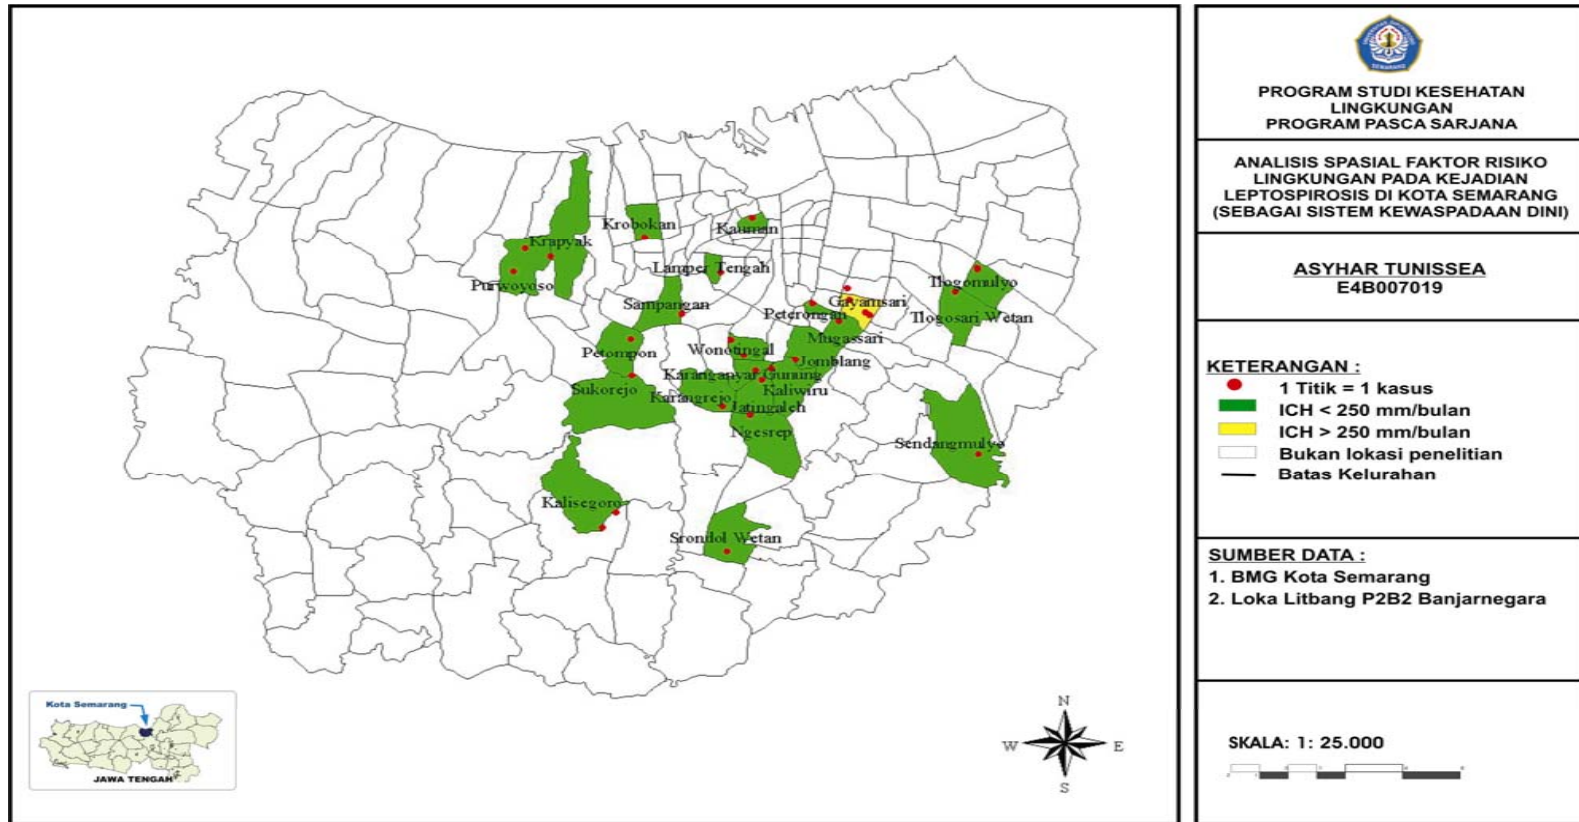 Krobokan
Kauman
Krapyak
Lamper Tengah
Purwoyoso
Tlogomulyo
Sampangan
Gayamsari
Peterongan
Tlogosari Wetan
Mugassari
Petompon
Wonotingal
Jomblang
Karanganyar Gunung
Sukorejo
Kaliwiru
Karangrejo
Jatingaleh
Ngesrep
Sendangmulyo
Kalisegoro
Srondol Wetan
Kota Semarang
JAWA TENGAH
N
W
E
S
PROGRAM STUDI KESEHATAN
LINGKUNGAN
PROGRAM PASCA SARJANA
ANALISIS SPASIAL FAKTOR RISIKO
LINGKUNGAN PADA KEJADIAN
LEPTOSPIROSIS DI KOTA SEMARANG
(SEBAGAI SISTEM KEWASPADAAN DINI)
ASYHAR TUNISSEA
E4B007019
KETERANGAN :
1 Titik = 1 kasus
ICH < 250 mm/bulan
ICH > 250 mm/bulan
Bukan lokasi penelitian
Batas Kelurahan
SUMBER DATA :
1. BMG Kota Semarang
2. Loka Litbang P2B2 Banjarnegara
SKALA: 1: 25.000